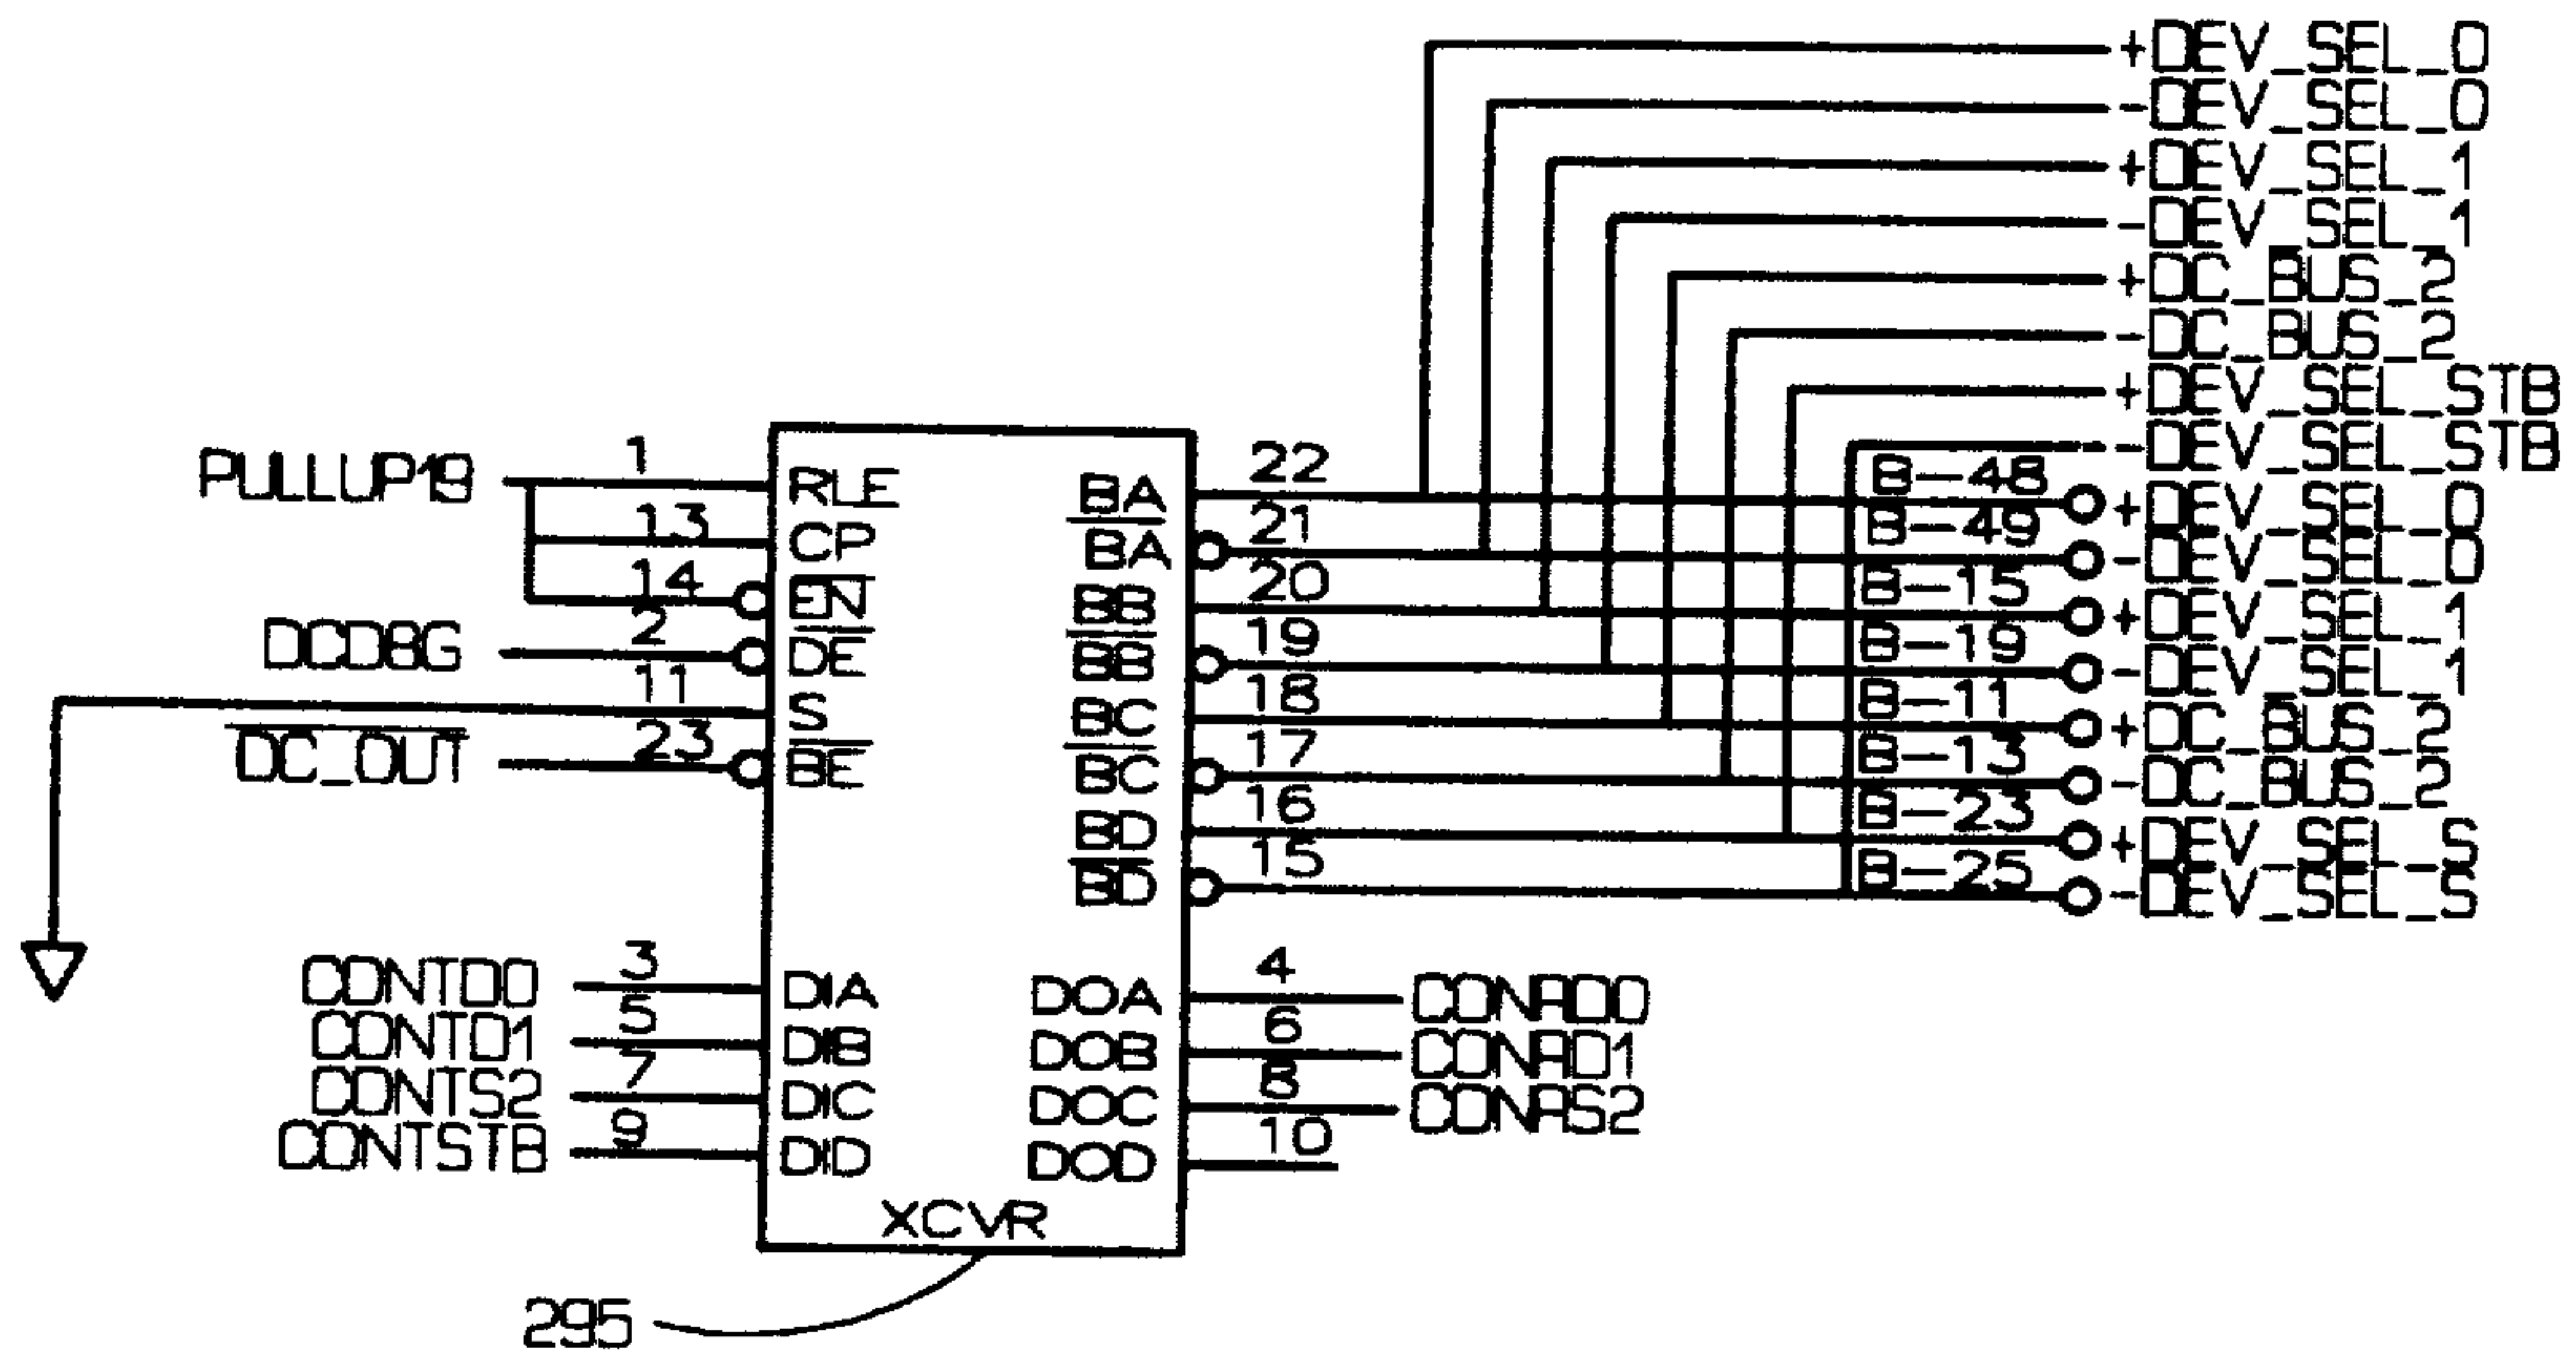 +DEV_SEL_0
-DEV_SEL_0
+DEV_SEL_1
-DEV_SEL_1
+DC_BUS_2
-DC_BUS_2
+DEV_SEL_STB
-DEV_SEL_STB
PULLUP19 1 RLE BA 22 B-48 +DEV_SEL_0
13 CP BA 21 B-49 -DEV_SEL_0
14 EN BB 20 B-15 +DEV_SEL_1
DCDBG 2 DE BB 19 B-19 -DEV_SEL_1
11 S BC 18 B-11 +DC_BUS_2
DC_OUT 23 BE BC 17 B-13 -DC_BUS_2
BD 16 B-23 +DEV_SEL_S
BD 15 B-25 -DEV_SEL_S
CONTD0 3 DIA DOA 4 CONRD0
CONTD1 5 DIB DOB 6 CONRD1
CONTS2 7 DIC DOC 8 CONRS2
CONTSTB 9 DID DOD 10
XCVR
295